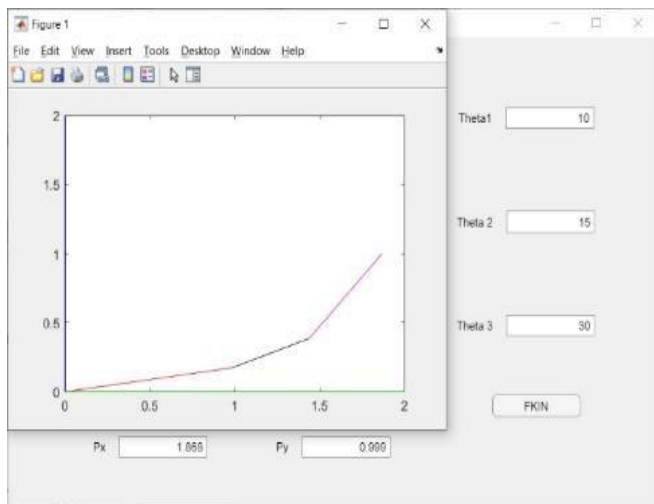 Figure 1
File Edit View Insert Tools Desktop Window Help
2
1.5
1
0.5
0
0 0.5 1 1.5 2
Theta1 10
Theta 2 15
Theta 3 30
FKIN
Px 1.868 Py 0.999